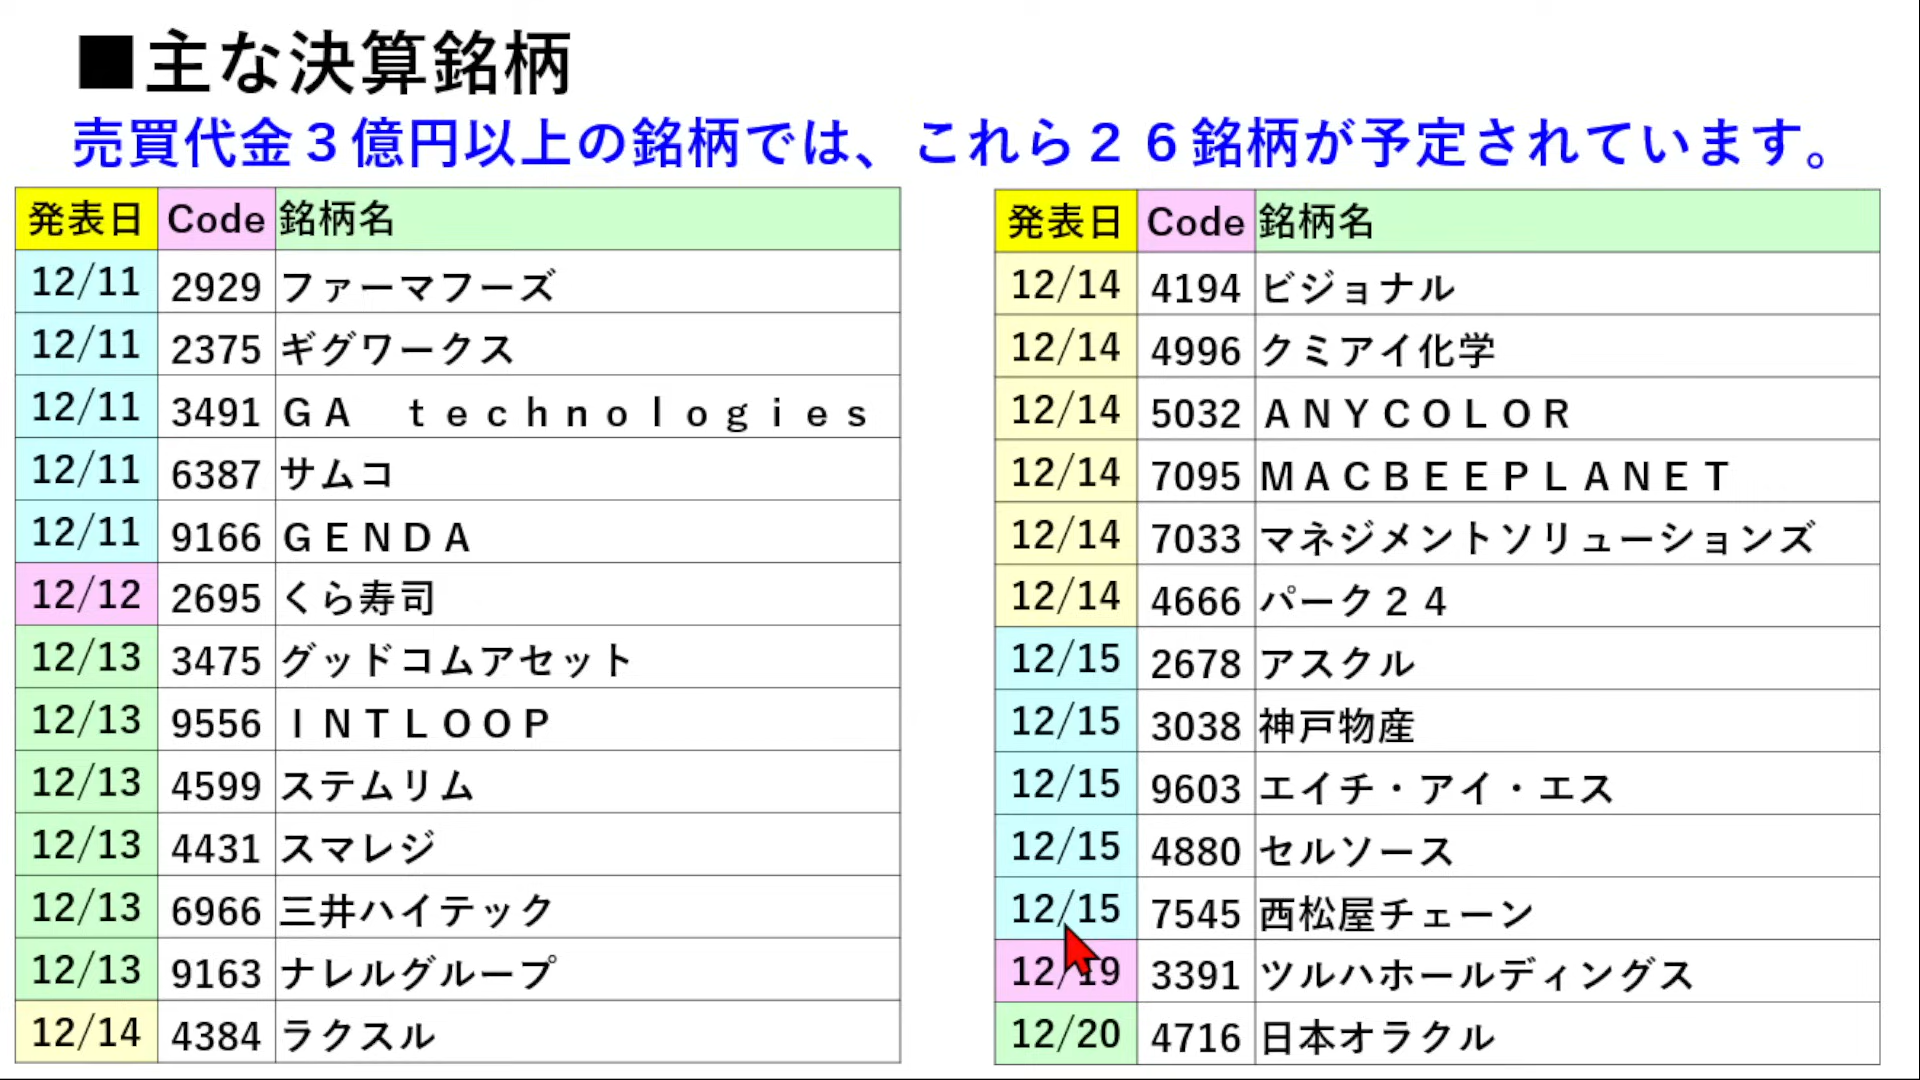 ■主な決算銘柄
売買代金３億円以上の銘柄では、これら２６銘柄が予定されています。
発表日 Code 銘柄名
12/11 2929 ファーマフーズ
12/11 2375 ギグワークス
12/11 3491 ＧＡ　ｔｅｃｈｎｏｌｏｇｉｅｓ
12/11 6387 サムコ
12/11 9166 ＧＥＮＤＡ
12/12 2695 くら寿司
12/13 3475 グッドコムアセット
12/13 9556 ＩＮＴＬＯＯＰ
12/13 4599 ステムリム
12/13 4431 スマレジ
12/13 6966 三井ハイテック
12/13 9163 ナレルグループ
12/14 4384 ラクスル
発表日 Code 銘柄名
12/14 4194 ビジョナル
12/14 4996 クミアイ化学
12/14 5032 ＡＮＹＣＯＬＯＲ
12/14 7095 ＭＡＣＢＥＥＰＬＡＮＥＴ
12/14 7033 マネジメントソリューションズ
12/14 4666 パーク２４
12/15 2678 アスクル
12/15 3038 神戸物産
12/15 9603 エイチ・アイ・エス
12/15 4880 セルソース
12/15 7545 西松屋チェーン
12/19 3391 ツルハホールディングス
12/20 4716 日本オラクル